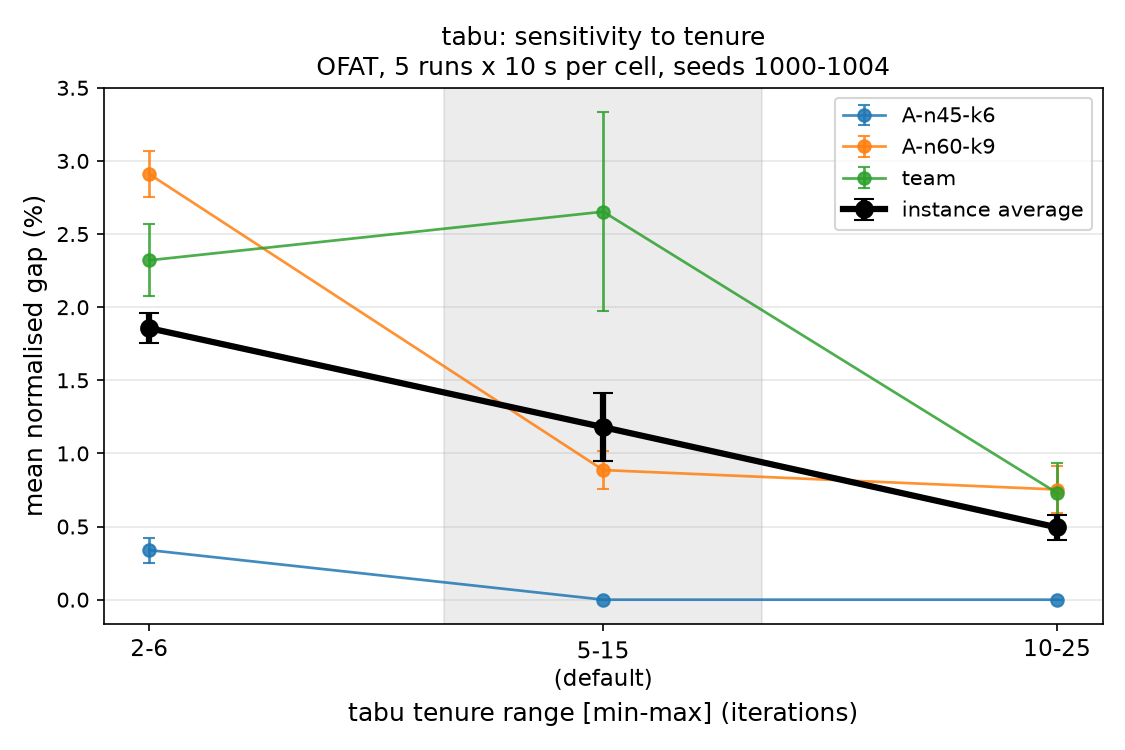 tabu: sensitivity to tenure
OFAT, 5 runs x 10 s per cell, seeds 1000-1004
mean normalised gap (%)
3.5
3.0
2.5
2.0
1.5
1.0
0.5
0.0
A-n45-k6
A-n60-k9
team
instance average
2-6
5-15
(default)
10-25
tabu tenure range [min-max] (iterations)